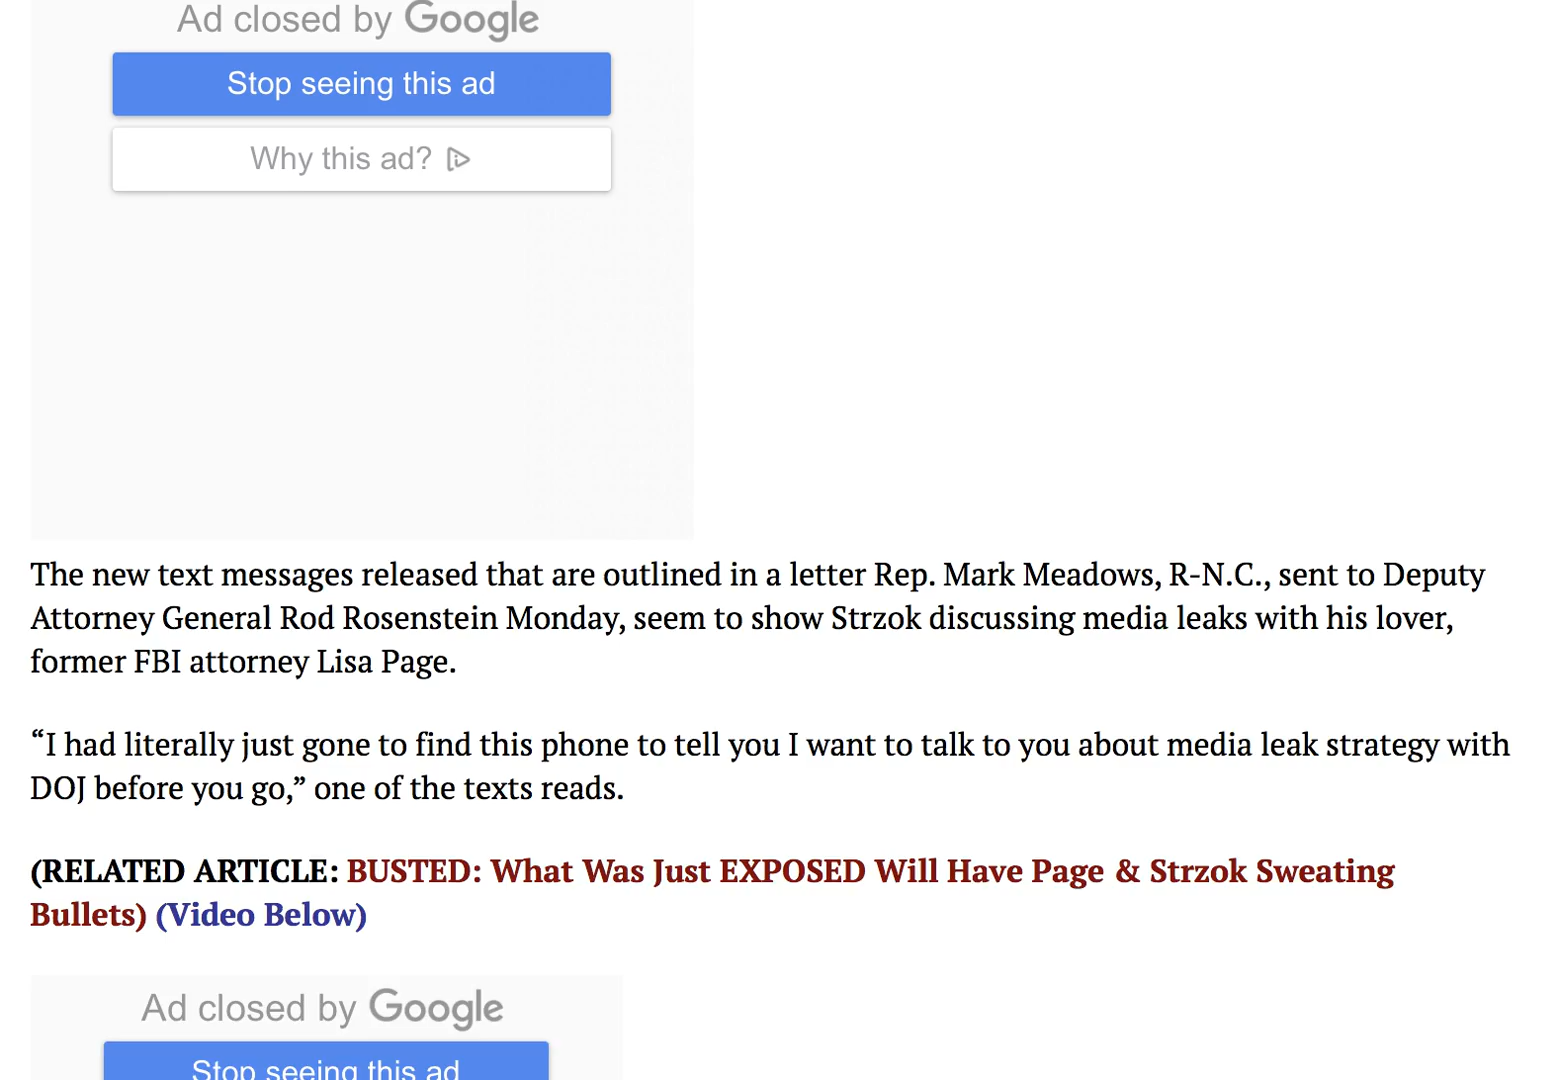 Ad closed by Google
Stop seeing this ad
Why this ad?
The new text messages released that are outlined in a letter Rep. Mark Meadows, R-N.C., sent to Deputy
Attorney General Rod Rosenstein Monday, seem to show Strzok discussing media leaks with his lover,
former FBI attorney Lisa Page.
“I had literally just gone to find this phone to tell you I want to talk to you about media leak strategy with
DOJ before you go,” one of the texts reads.
(RELATED ARTICLE: BUSTED: What Was Just EXPOSED Will Have Page & Strzok Sweating
Bullets) (Video Below)
Ad closed by Google
Stop seeing this ad